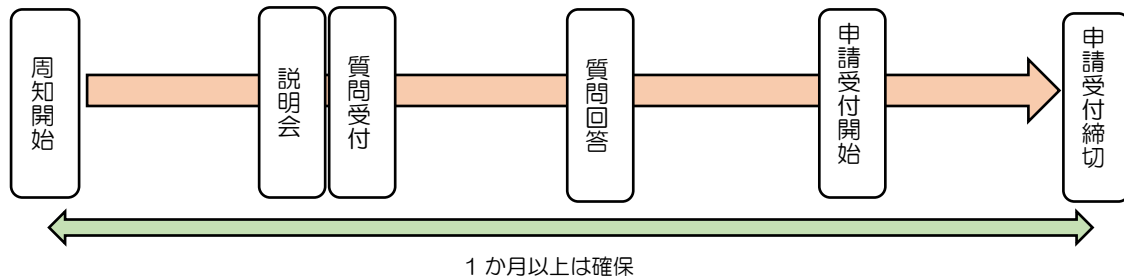 周知開始
説明会
質問受付
質問回答
申請受付開始
申請受付締切
1か月以上は確保